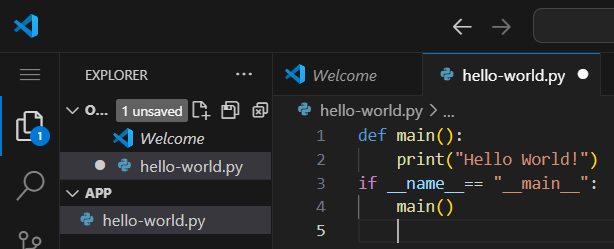 EXPLORER ...
O... 1 unsaved
Welcome
hello-world.py
APP
hello-world.py
1
Welcome
hello-world.py
hello-world.py > ...
1 def main():
2 print("Hello World!")
3 if __name__== "__main__":
4 main()
5